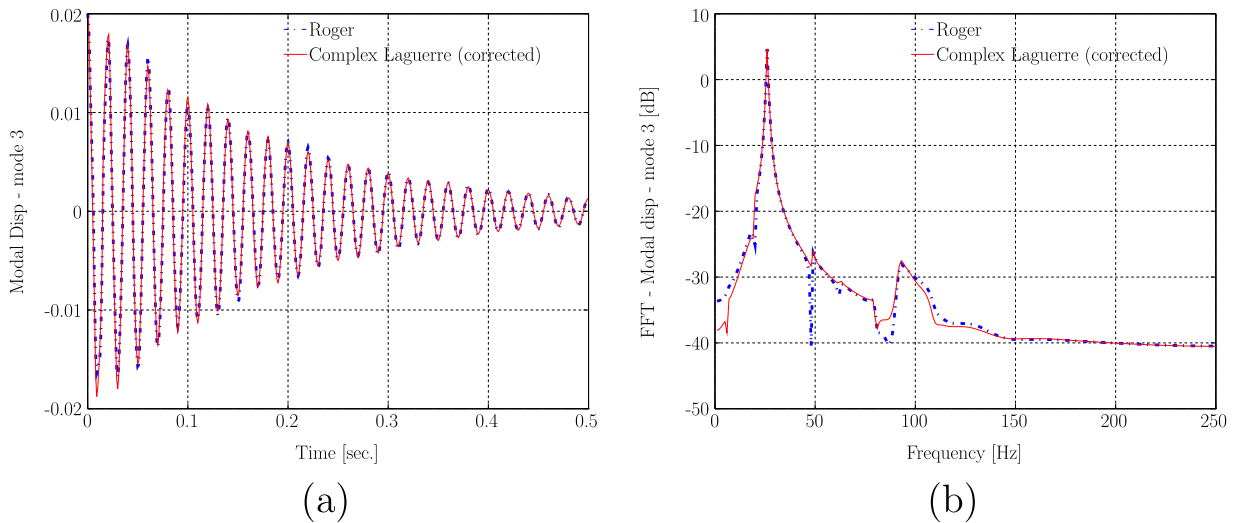 0.02
0.01
0
-0.01
-0.02
Modal Disp - mode 3
Roger
Complex Laguerre (corrected)
0 0.1 0.2 0.3 0.4 0.5
Time [sec.]
(a)
10
0
-10
-20
-30
-40
-50
FFT - Modal disp - mode 3 [dB]
Roger
Complex Laguerre (corrected)
0 50 100 150 200 250
Frequency [Hz]
(b)